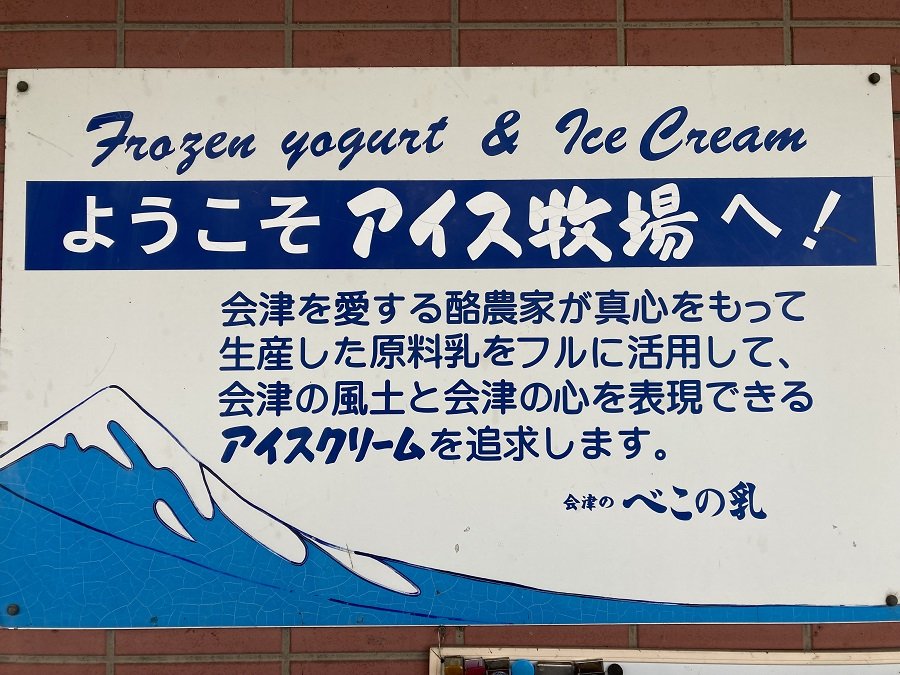 Frozen yogurt & Ice Cream
ようこそ アイス牧場へ!
会津を愛する酪農家が真心をもって
生産した原料乳をフルに活用して、
会津の風土と会津の心を表現できる
アイスクリームを追求します。
会津の べこの乳